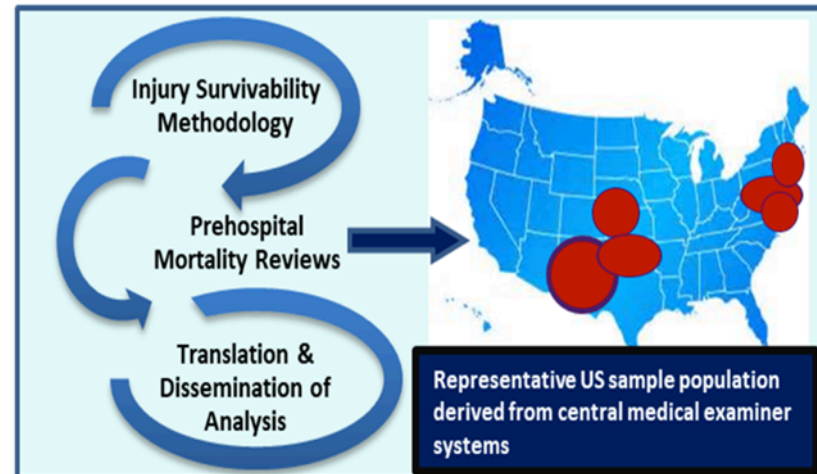 Injury Survivability
Methodology
Prehospital
Mortality Reviews
Translation &
Dissemination of
Analysis
Representative US sample population
derived from central medical examiner
systems